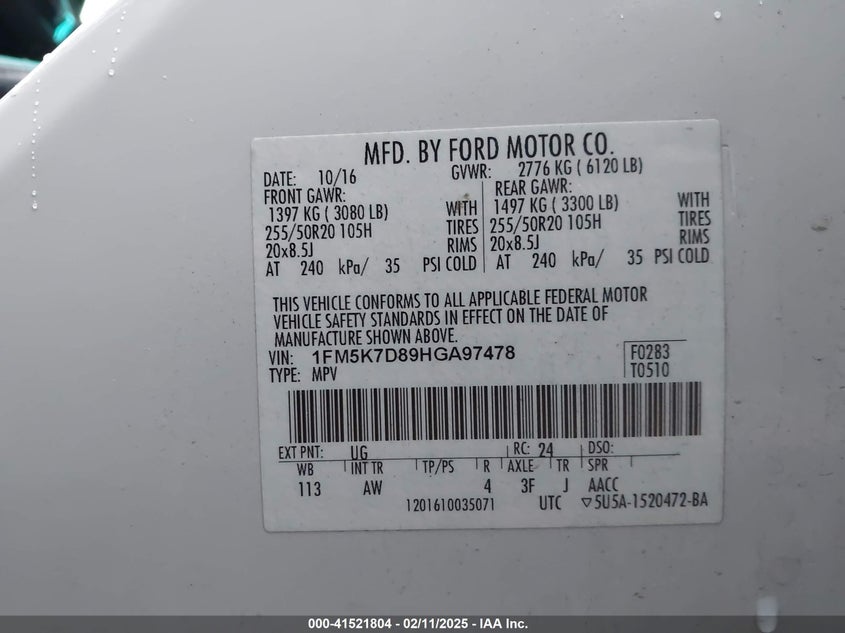 MFD. BY FORD MOTOR CO.
DATE: 10/16 GVWR: 2776 KG ( 6120 LB)
FRONT GAWR: REAR GAWR:
1397 KG ( 3080 LB) WITH 1497 KG ( 3300 LB) WITH
255/50R20 105H TIRES 255/50R20 105H TIRES
20x8.5J RIMS 20x8.5J RIMS
AT 240 kPa/ 35 PSI COLD AT 240 kPa/ 35 PSI COLD
THIS VEHICLE CONFORMS TO ALL APPLICABLE FEDERAL MOTOR
VEHICLE SAFETY STANDARDS IN EFFECT ON THE DATE OF
MANUFACTURE SHOWN ABOVE.
VIN: 1FM5K7D89HGA97478 F0283
TYPE: MPV T0510
EXT PNT: UG RC: 24 DSO:
WB INT TR TP/PS R AXLE TR SPR
113 AW 4 3F J AACC
1201610035071 UTC ▽5U5A-1520472-BA
000-41521804 - 02/11/2025 - IAA Inc.